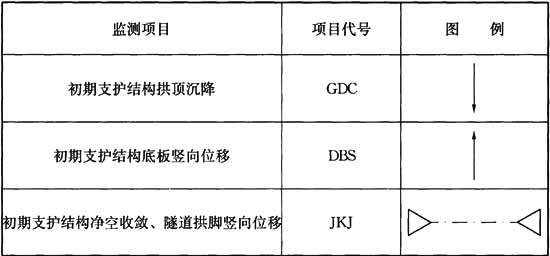 监测项目 项目代号 图 例
初期支护结构拱顶沉降 GDC
初期支护结构底板竖向位移 DBS
初期支护结构净空收敛、隧道拱脚竖向位移 JKJ